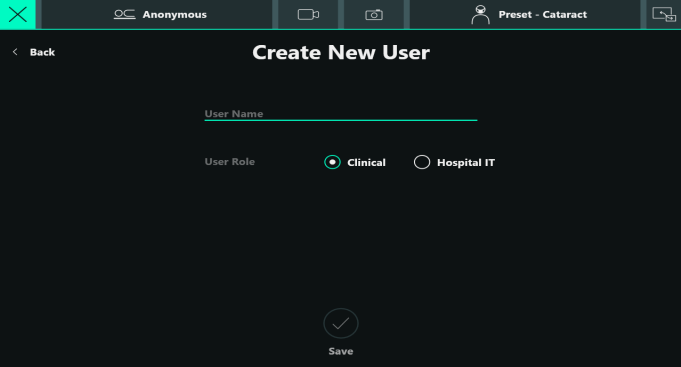 Anonymous
Preset - Cataract
Back
Create New User
User Name
User Role
Clinical
Hospital IT
Save